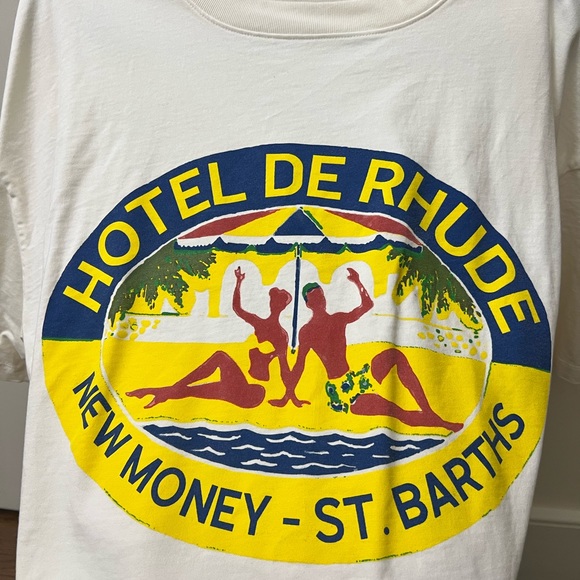 HOTEL DE RHUDE
NEW MONEY - ST. BARTHS